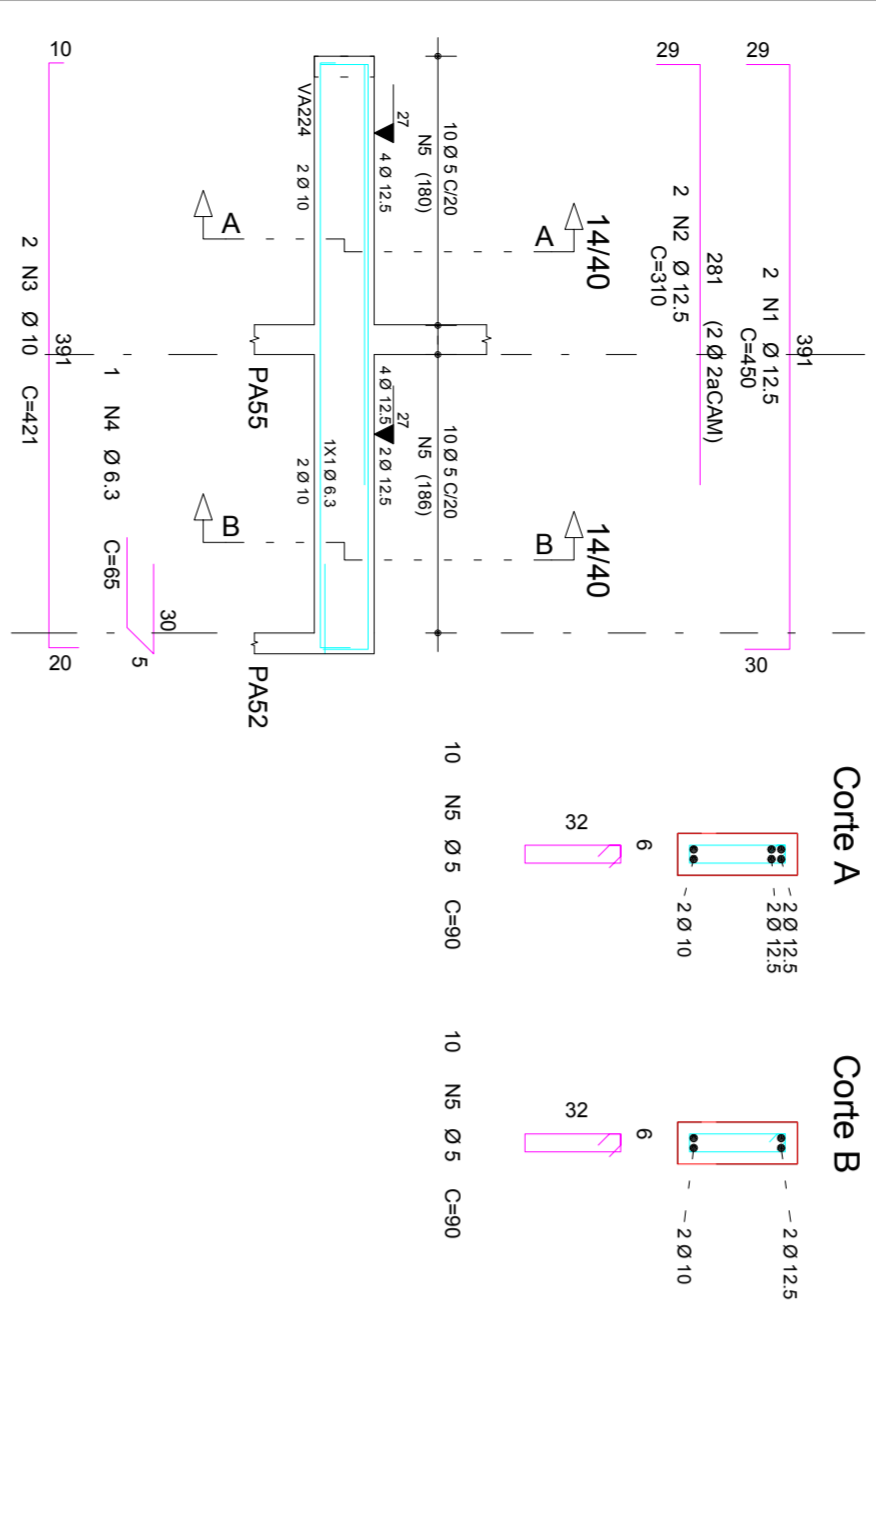 29
391
30
2 N1 Ø 12.5
C=450
29
281 (2 Ø 2aCAM)
2 N2 Ø 12.5
C=310
14/40
14/40
A
B
10 Ø 5 C/20
N5 (180)
10 Ø 5 C/20
N5 (186)
27
4 Ø 12.5
27
4 Ø 12.5
2 Ø 12.5
VA224
2 Ø 10
1X1 Ø 6.3
2 Ø 10
A
PA55
B
PA52
30
5
1 N4 Ø 6.3 C=65
10
391
20
2 N3 Ø 10 C=421
Corte A
2 Ø 12.5
2 Ø 12.5
2 Ø 10
6
32
10 N5 Ø 5 C=90
Corte B
2 Ø 12.5
2 Ø 10
6
32
10 N5 Ø 5 C=90